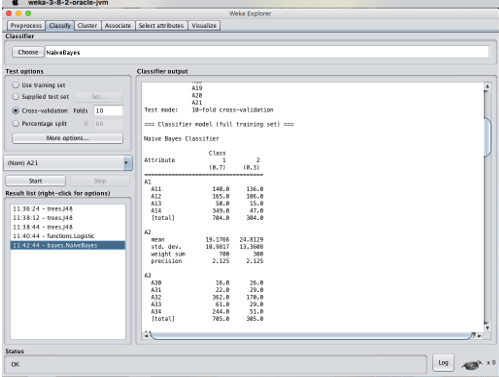 weka-3-8-2-oracle-jvm
Weka Explorer
Preprocess Classify Cluster Associate Select attributes Visualize
Classifier
Choose NaiveBayes
Test options
Use training set
Supplied test set Set...
Cross-validation Folds 10
Percentage split % 66
More options...
(Nom) A21
Start Stop
Result list (right-click for options)
11:36:24 - trees.J48
11:38:12 - trees.J48
11:38:44 - trees.J48
11:40:44 - functions.Logistic
11:42:44 - bayes.NaiveBayes
Classifier output
A19
A20
A21
Test mode: 10-fold cross-validation
=== Classifier model (full training set) ===
Naive Bayes Classifier
Class
Attribute 1 2
(0.7) (0.3)
===============================
A1
A11 140.0 136.0
A12 165.0 106.0
A13 50.0 15.0
A14 349.0 47.0
[total] 704.0 304.0
A2
mean 19.1766 24.8129
std. dev. 10.9817 13.3608
weight sum 700 300
precision 2.125 2.125
A3
A30 16.0 26.0
A31 22.0 29.0
A32 362.0 170.0
A33 61.0 29.0
A34 244.0 51.0
[total] 705.0 305.0
Status
OK
Log x 0